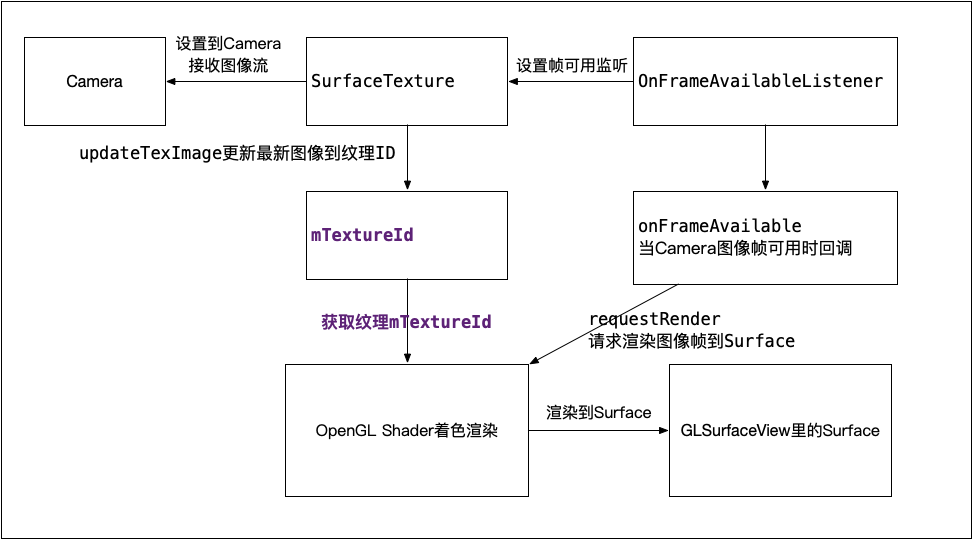 设置到Camera
接收图像流
设置帧可用监听
Camera
SurfaceTexture
OnFrameAvailableListener
updateTexImage更新最新图像到纹理ID
mTextureId
onFrameAvailable
当Camera图像帧可用时回调
获取纹理mTextureId
requestRender
请求渲染图像帧到Surface
OpenGL Shader着色渲染
渲染到Surface
GLSurfaceView里的Surface